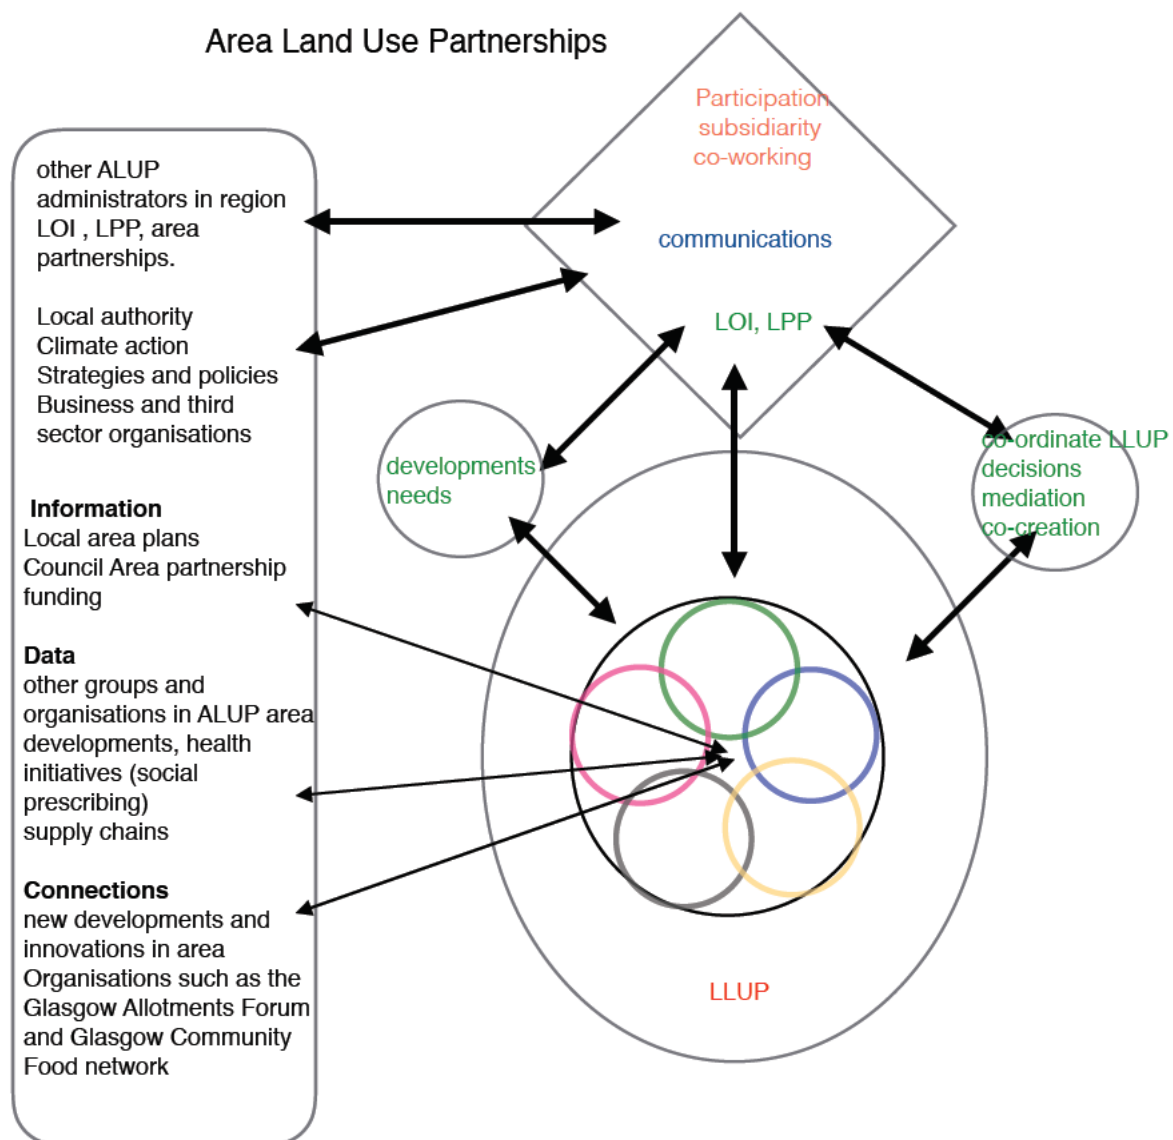 Area Land Use Partnerships
Participation
subsidiarity
co-working
communications
LOI, LPP
other ALUP
administrators in region
LOI , LPP, area
partnerships.
Local authority
Climate action
Strategies and policies
Business and third
sector organisations
Information
Local area plans
Council Area partnership
funding
Data
other groups and
organisations in ALUP area
developments, health
initiatives (social
prescribing)
supply chains
Connections
new developments and
innovations in area
Organisations such as the
Glasgow Allotments Forum
and Glasgow Community
Food network
developments
needs
co-ordinate LLUP
decisions
mediation
co-creation
LLUP